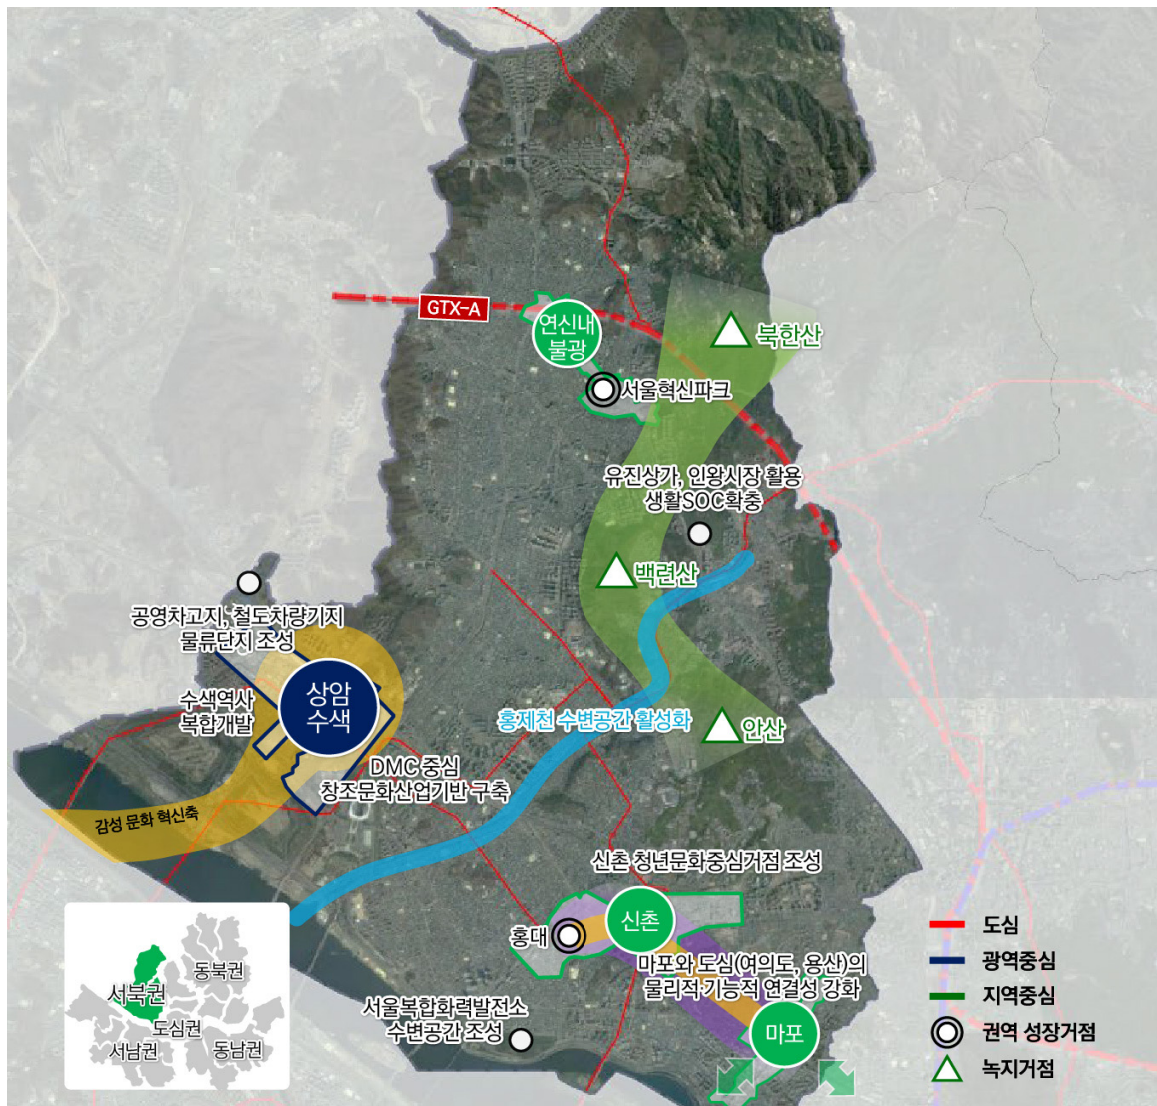 GTX-A
연신내
불광
북한산
서울혁신파크
유진상가, 인왕시장 활용
생활SOC확충
백련산
공영차고지, 철도차량기지
물류단지 조성
수색역사
복합개발
상암
수색
홍제천 수변공간 활성화
안산
DMC 중심
창조문화산업기반 구축
감성 문화 혁신축
신촌 청년문화중심거점 조성
신촌
홍대
마포와 도심(여의도, 용산)의
물리적·기능적 연결성 강화
서울복합화력발전소
수변공간 조성
마포
동북권
서북권
도심권
서남권
동남권
도심
광역중심
지역중심
권역 성장거점
녹지거점